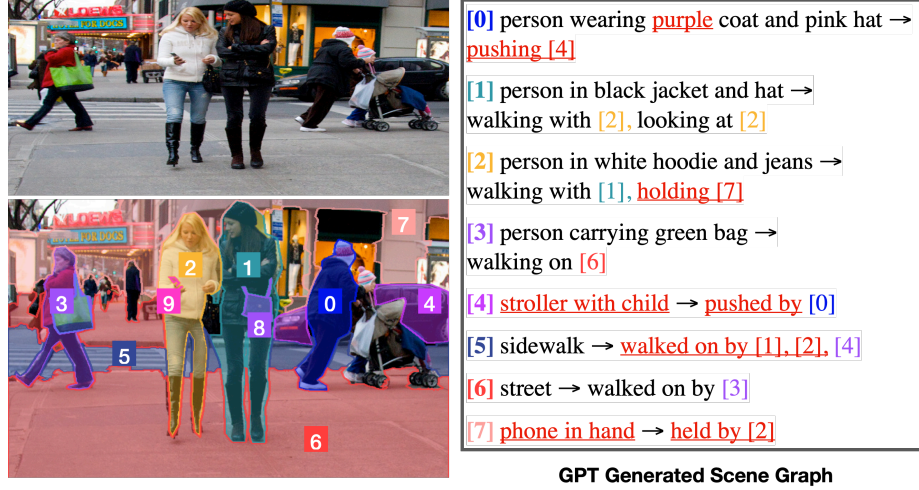 DOGS FOR DOGS
[0] person wearing purple coat and pink hat →
pushing [4]
[1] person in black jacket and hat →
walking with [2], looking at [2]
[2] person in white hoodie and jeans →
walking with [1], holding [7]
[3] person carrying green bag →
walking on [6]
[4] stroller with child → pushed by [0]
[5] sidewalk → walked on by [1], [2], [4]
[6] street → walked on by [3]
[7] phone in hand → held by [2]
7
2
1
3
9
0
4
8
5
6
GPT Generated Scene Graph